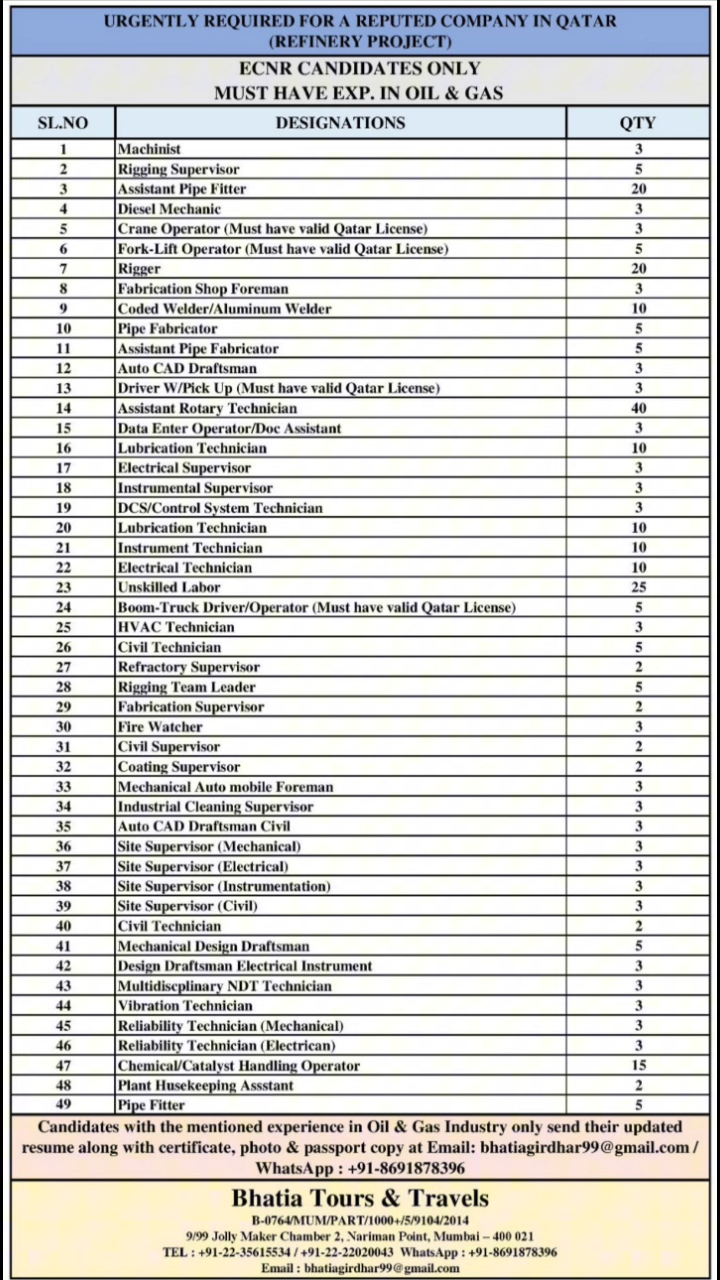 URGENTLY REQUIRED FOR A REPUTED COMPANY IN QATAR
(REFINERY PROJECT)
ECNR CANDIDATES ONLY
MUST HAVE EXP. IN OIL & GAS
SL.NO DESIGNATIONS QTY
1 Machinist 3
2 Rigging Supervisor 5
3 Assistant Pipe Fitter 20
4 Diesel Mechanic 3
5 Crane Operator (Must have valid Qatar License) 3
6 Fork-Lift Operator (Must have valid Qatar License) 5
7 Rigger 20
8 Fabrication Shop Foreman 3
9 Coded Welder/Aluminum Welder 10
10 Pipe Fabricator 5
11 Assistant Pipe Fabricator 5
12 Auto CAD Draftsman 3
13 Driver W/Pick Up (Must have valid Qatar License) 3
14 Assistant Rotary Technician 40
15 Data Enter Operator/Doc Assistant 3
16 Lubrication Technician 10
17 Electrical Supervisor 3
18 Instrumental Supervisor 3
19 DCS/Control System Technician 3
20 Lubrication Technician 10
21 Instrument Technician 10
22 Electrical Technician 10
23 Unskilled Labor 25
24 Boom-Truck Driver/Operator (Must have valid Qatar License) 5
25 HVAC Technician 3
26 Civil Technician 5
27 Refractory Supervisor 2
28 Rigging Team Leader 5
29 Fabrication Supervisor 2
30 Fire Watcher 3
31 Civil Supervisor 2
32 Coating Supervisor 2
33 Mechanical Auto mobile Foreman 3
34 Industrial Cleaning Supervisor 3
35 Auto CAD Draftsman Civil 3
36 Site Supervisor (Mechanical) 3
37 Site Supervisor (Electrical) 3
38 Site Supervisor (Instrumentation) 3
39 Site Supervisor (Civil) 3
40 Civil Technician 2
41 Mechanical Design Draftsman 5
42 Design Draftsman Electrical Instrument 3
43 Multidiscplinary NDT Technician 3
44 Vibration Technician 3
45 Reliability Technician (Mechanical) 3
46 Reliability Technician (Electrican) 3
47 Chemical/Catalyst Handling Operator 15
48 Plant Husekeeping Assstant 2
49 Pipe Fitter 5
Candidates with the mentioned experience in Oil & Gas Industry only send their updated
resume along with certificate, photo & passport copy at Email: bhatiagirdhar99@gmail.com /
WhatsApp : +91-8691878396
Bhatia Tours & Travels
B-0764/MUM/PART/1000+/5/9104/2014
9/99 Jolly Maker Chamber 2, Nariman Point, Mumbai – 400 021
TEL : +91-22-35615534 / +91-22-22020043 WhatsApp : +91-8691878396
Email : bhatiagirdhar99@gmail.com